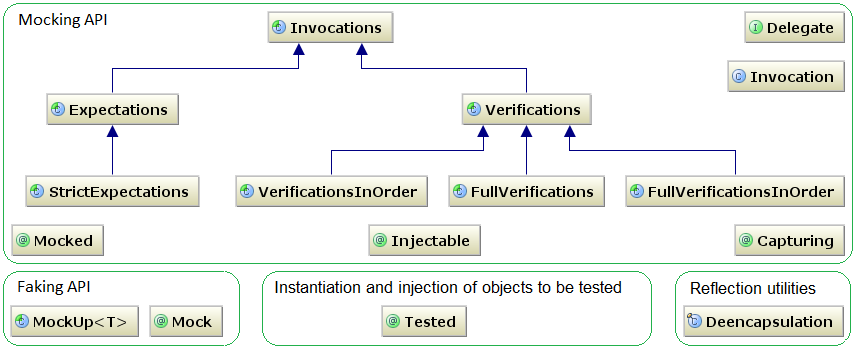 Mocking API
Invocations
Delegate
Invocation
Expectations
Verifications
StrictExpectations
VerificationsInOrder
FullVerifications
FullVerificationsInOrder
Mocked
Injectable
Capturing
Faking API
MockUp<T>
Mock
Instantiation and injection of objects to be tested
Tested
Reflection utilities
Deencapsulation